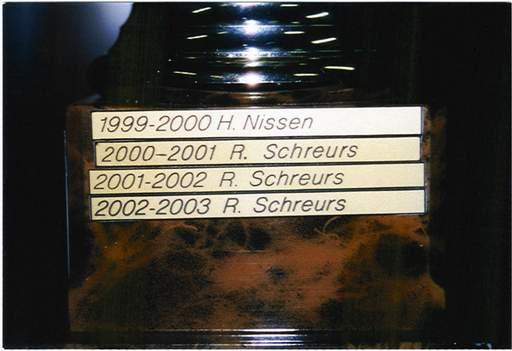 1999-2000 H. Nissen
2000-2001 R. Schreurs
2001-2002 R. Schreurs
2002-2003 R. Schreurs